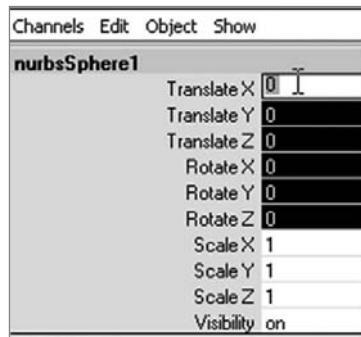 Channels Edit Object Show
nurbsSphere1
Translate X 0
Translate Y 0
Translate Z 0
Rotate X 0
Rotate Y 0
Rotate Z 0
Scale X 1
Scale Y 1
Scale Z 1
Visibility on